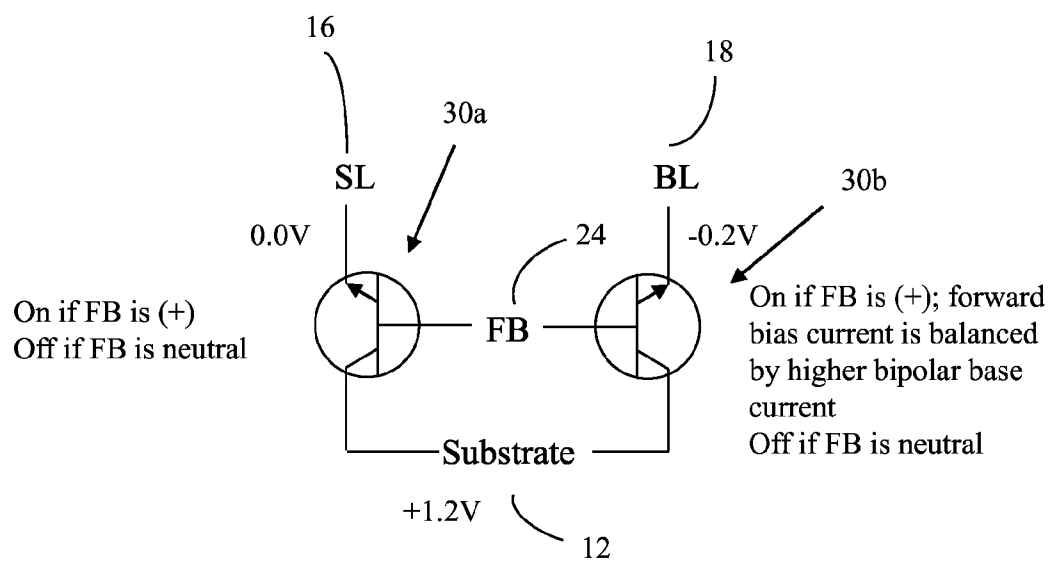 16
18
30a
SL
BL
30b
0.0V
24
-0.2V
On if FB is (+)
Off if FB is neutral
FB
On if FB is (+); forward
bias current is balanced
by higher bipolar base
current
Off if FB is neutral
Substrate
+1.2V
12